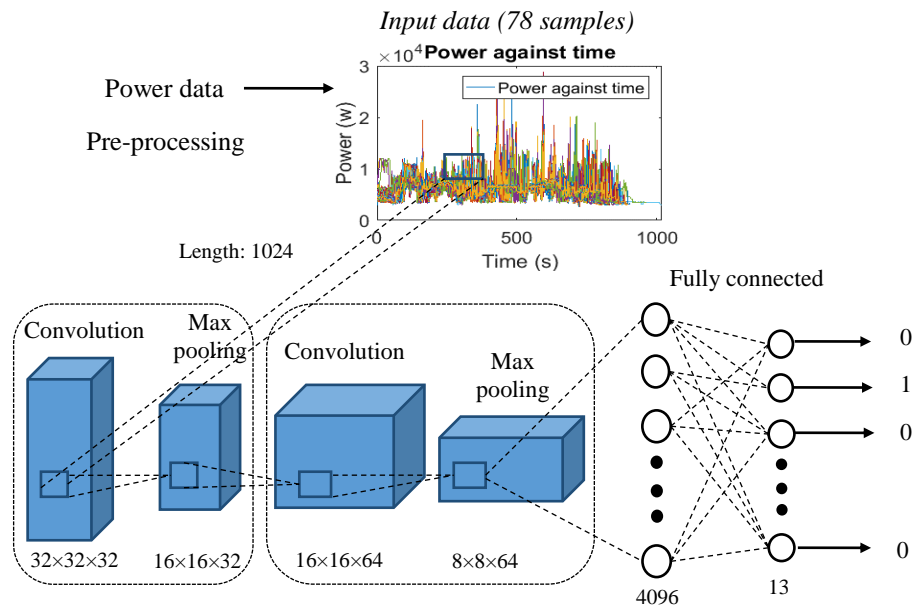 Input data (78 samples)
×10⁴ Power against time
Power data
Pre-processing
Power against time
3
2
1
0
Power (w)
0 500 1000
Time (s)
Length: 1024
Fully connected
Convolution
Max pooling
Convolution
Max pooling
0
1
0
0
32×32×32
16×16×32
16×16×64
8×8×64
4096
13